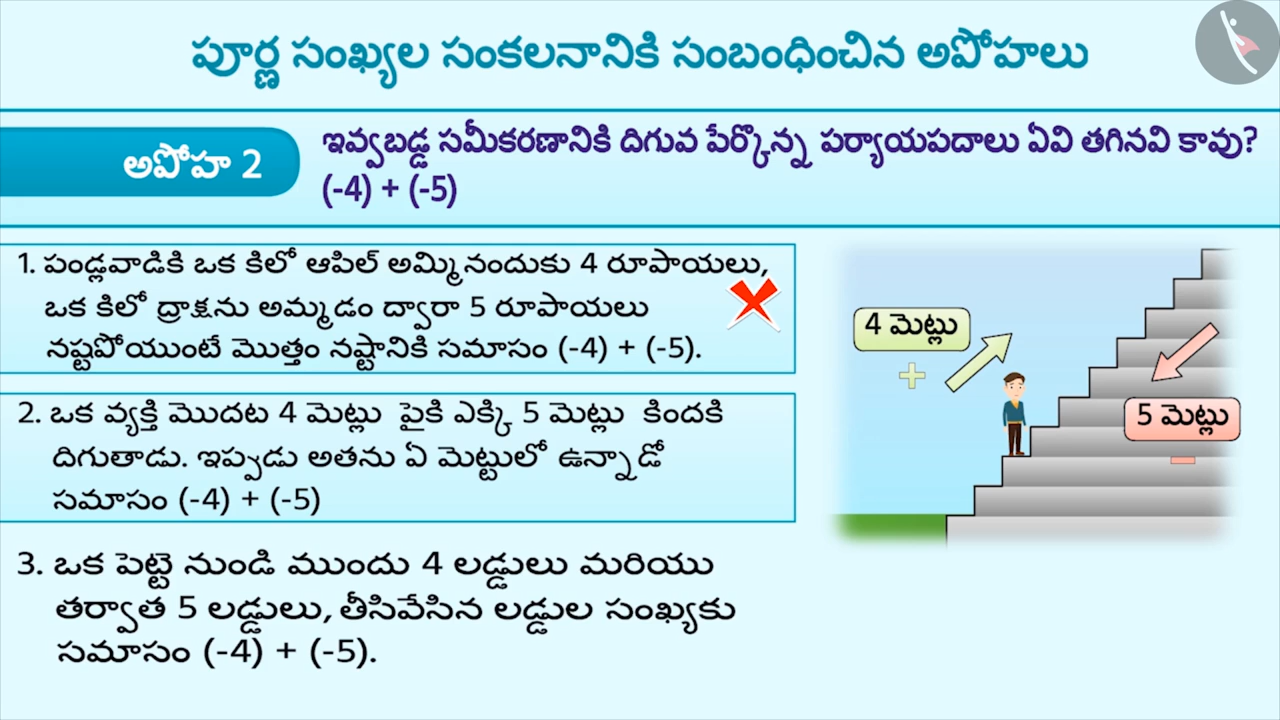 పూర్ణ సంఖ్యల సంకలనానికి సంబంధించిన అపోహలు
అపోహ 2
ఇవ్వబడ్డ సమీకరణానికి దిగువ పేర్కొన్న పర్యాయపదాలు ఏవి తగినవి కావు?
(-4) + (-5)
1. పండ్లవాడికి ఒక కిలో ఆపిల్ అమ్మినందుకు 4 రూపాయలు,
ఒక కిలో ద్రాక్షను అమ్మడం ద్వారా 5 రూపాయలు
నష్టపోయుంటే మొత్తం నష్టానికి సమాసం (-4) + (-5).
2. ఒక వ్యక్తి మొదట 4 మెట్లు పైకి ఎక్కి 5 మెట్లు కిందకి
దిగుతాడు. ఇప్పుడు అతను ఏ మెట్టులో ఉన్నాడో
సమాసం (-4) + (-5)
3. ఒక పెట్టె నుండి ముందు 4 లడ్డులు మరియు
తర్వాత 5 లడ్డులు, తీసివేసిన లడ్డుల సంఖ్యకు
సమాసం (-4) + (-5).
4 మెట్లు
+
5 మెట్లు
-